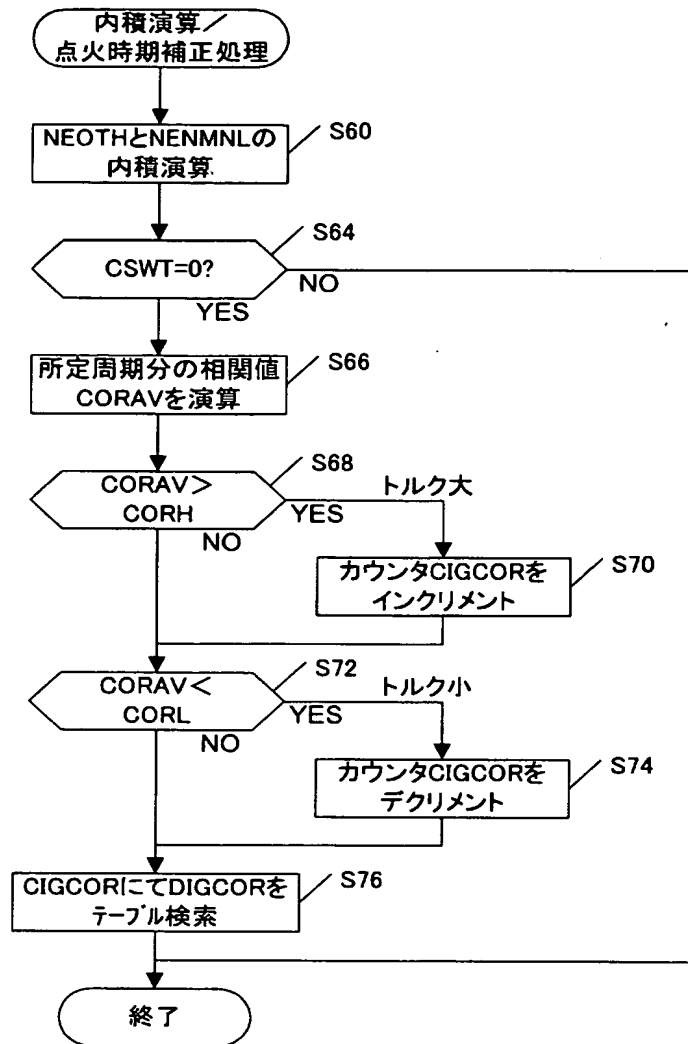 内積演算／
点火時期補正処理
NEOTHとNENMNLの
内積演算
S60
CSWT=0?
S64
NO
YES
所定周期分の相関値
CORAVを演算
S66
CORAV>
CORH
S68
YES
トルク大
NO
カウンタCIGCORを
インクリメント
S70
CORAV<
CORL
S72
YES
トルク小
NO
カウンタCIGCORを
デクリメント
S74
CIGCORにてDIGCORを
テーブル検索
S76
終了